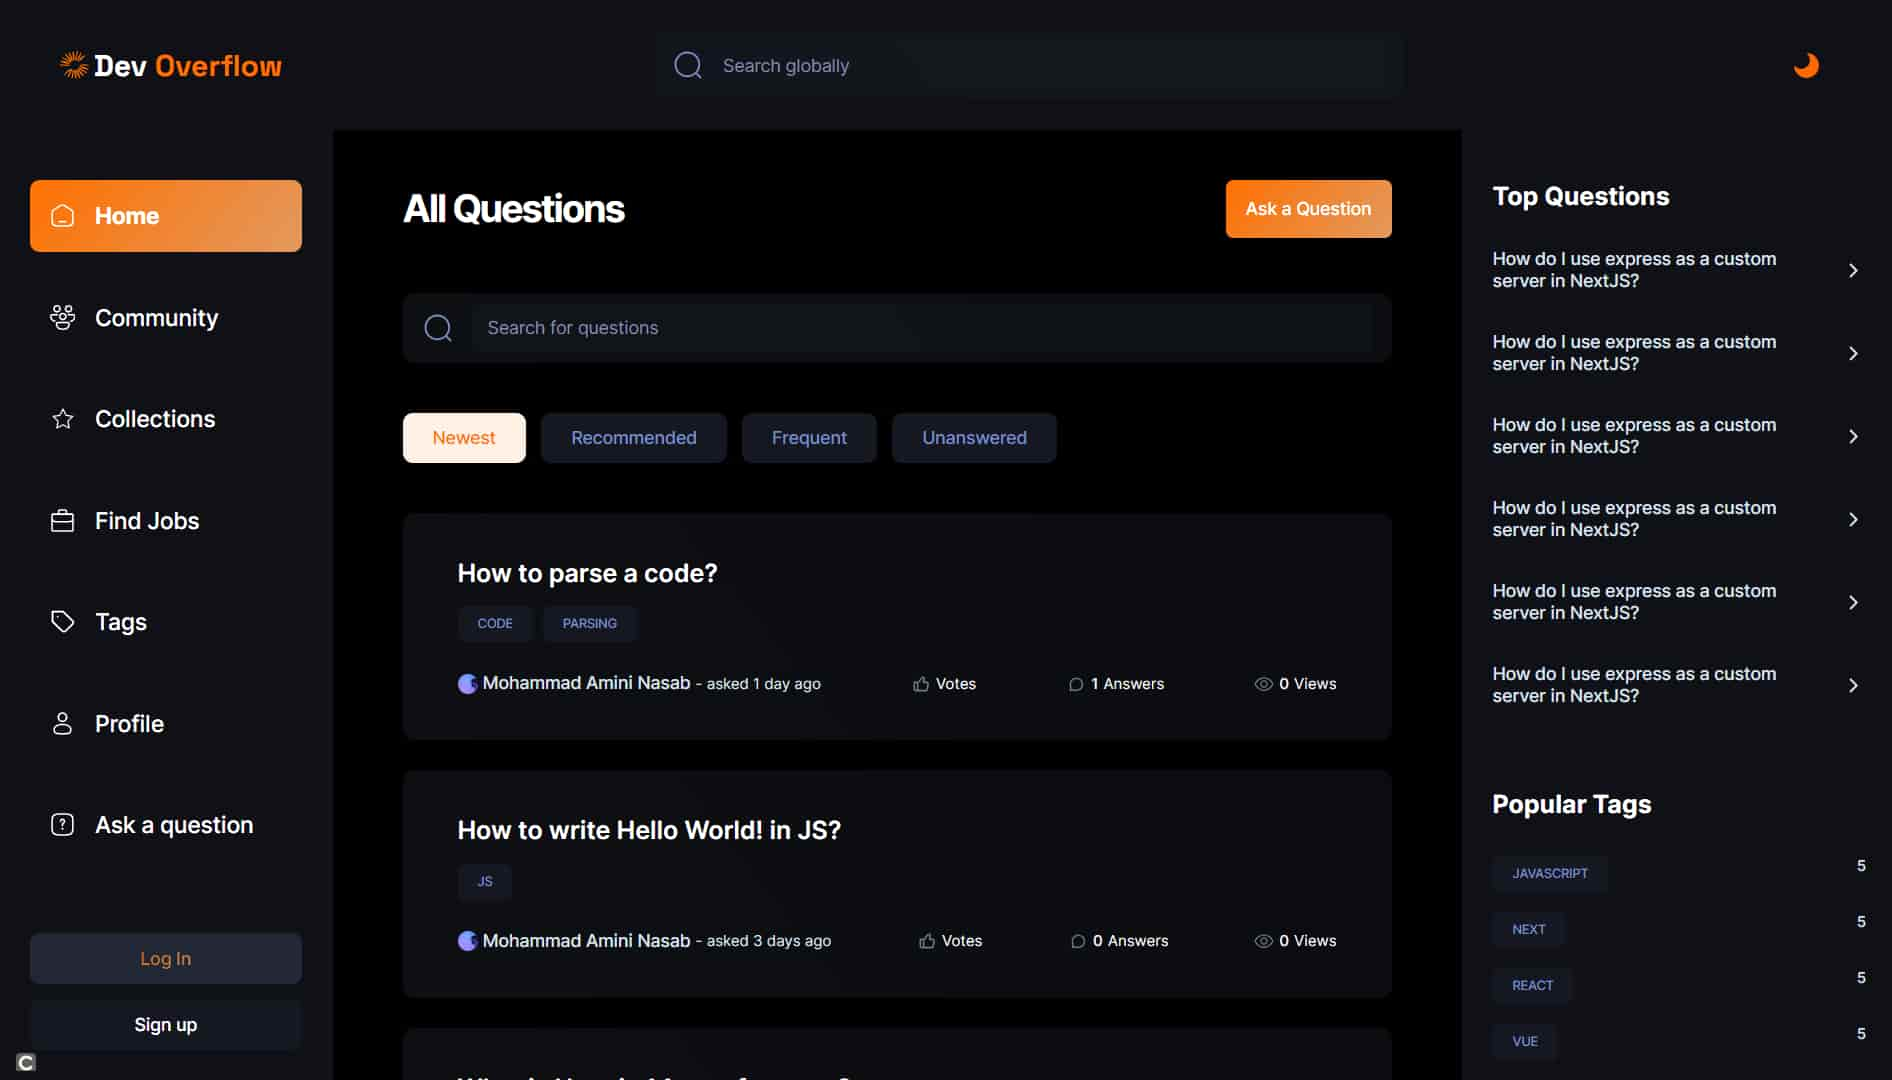 Dev Overflow
Search globally
Home
Community
Collections
Find Jobs
Tags
Profile
Ask a question
Log In
Sign up
C
All Questions
Ask a Question
Search for questions
Newest
Recommended
Frequent
Unanswered
How to parse a code?
CODE
PARSING
Mohammad Amini Nasab - asked 1 day ago
Votes
1 Answers
0 Views
How to write Hello World! in JS?
JS
Mohammad Amini Nasab - asked 3 days ago
Votes
0 Answers
0 Views
Top Questions
How do I use express as a custom
server in NextJS?
How do I use express as a custom
server in NextJS?
How do I use express as a custom
server in NextJS?
How do I use express as a custom
server in NextJS?
How do I use express as a custom
server in NextJS?
How do I use express as a custom
server in NextJS?
Popular Tags
JAVASCRIPT 5
NEXT 5
REACT 5
VUE 5